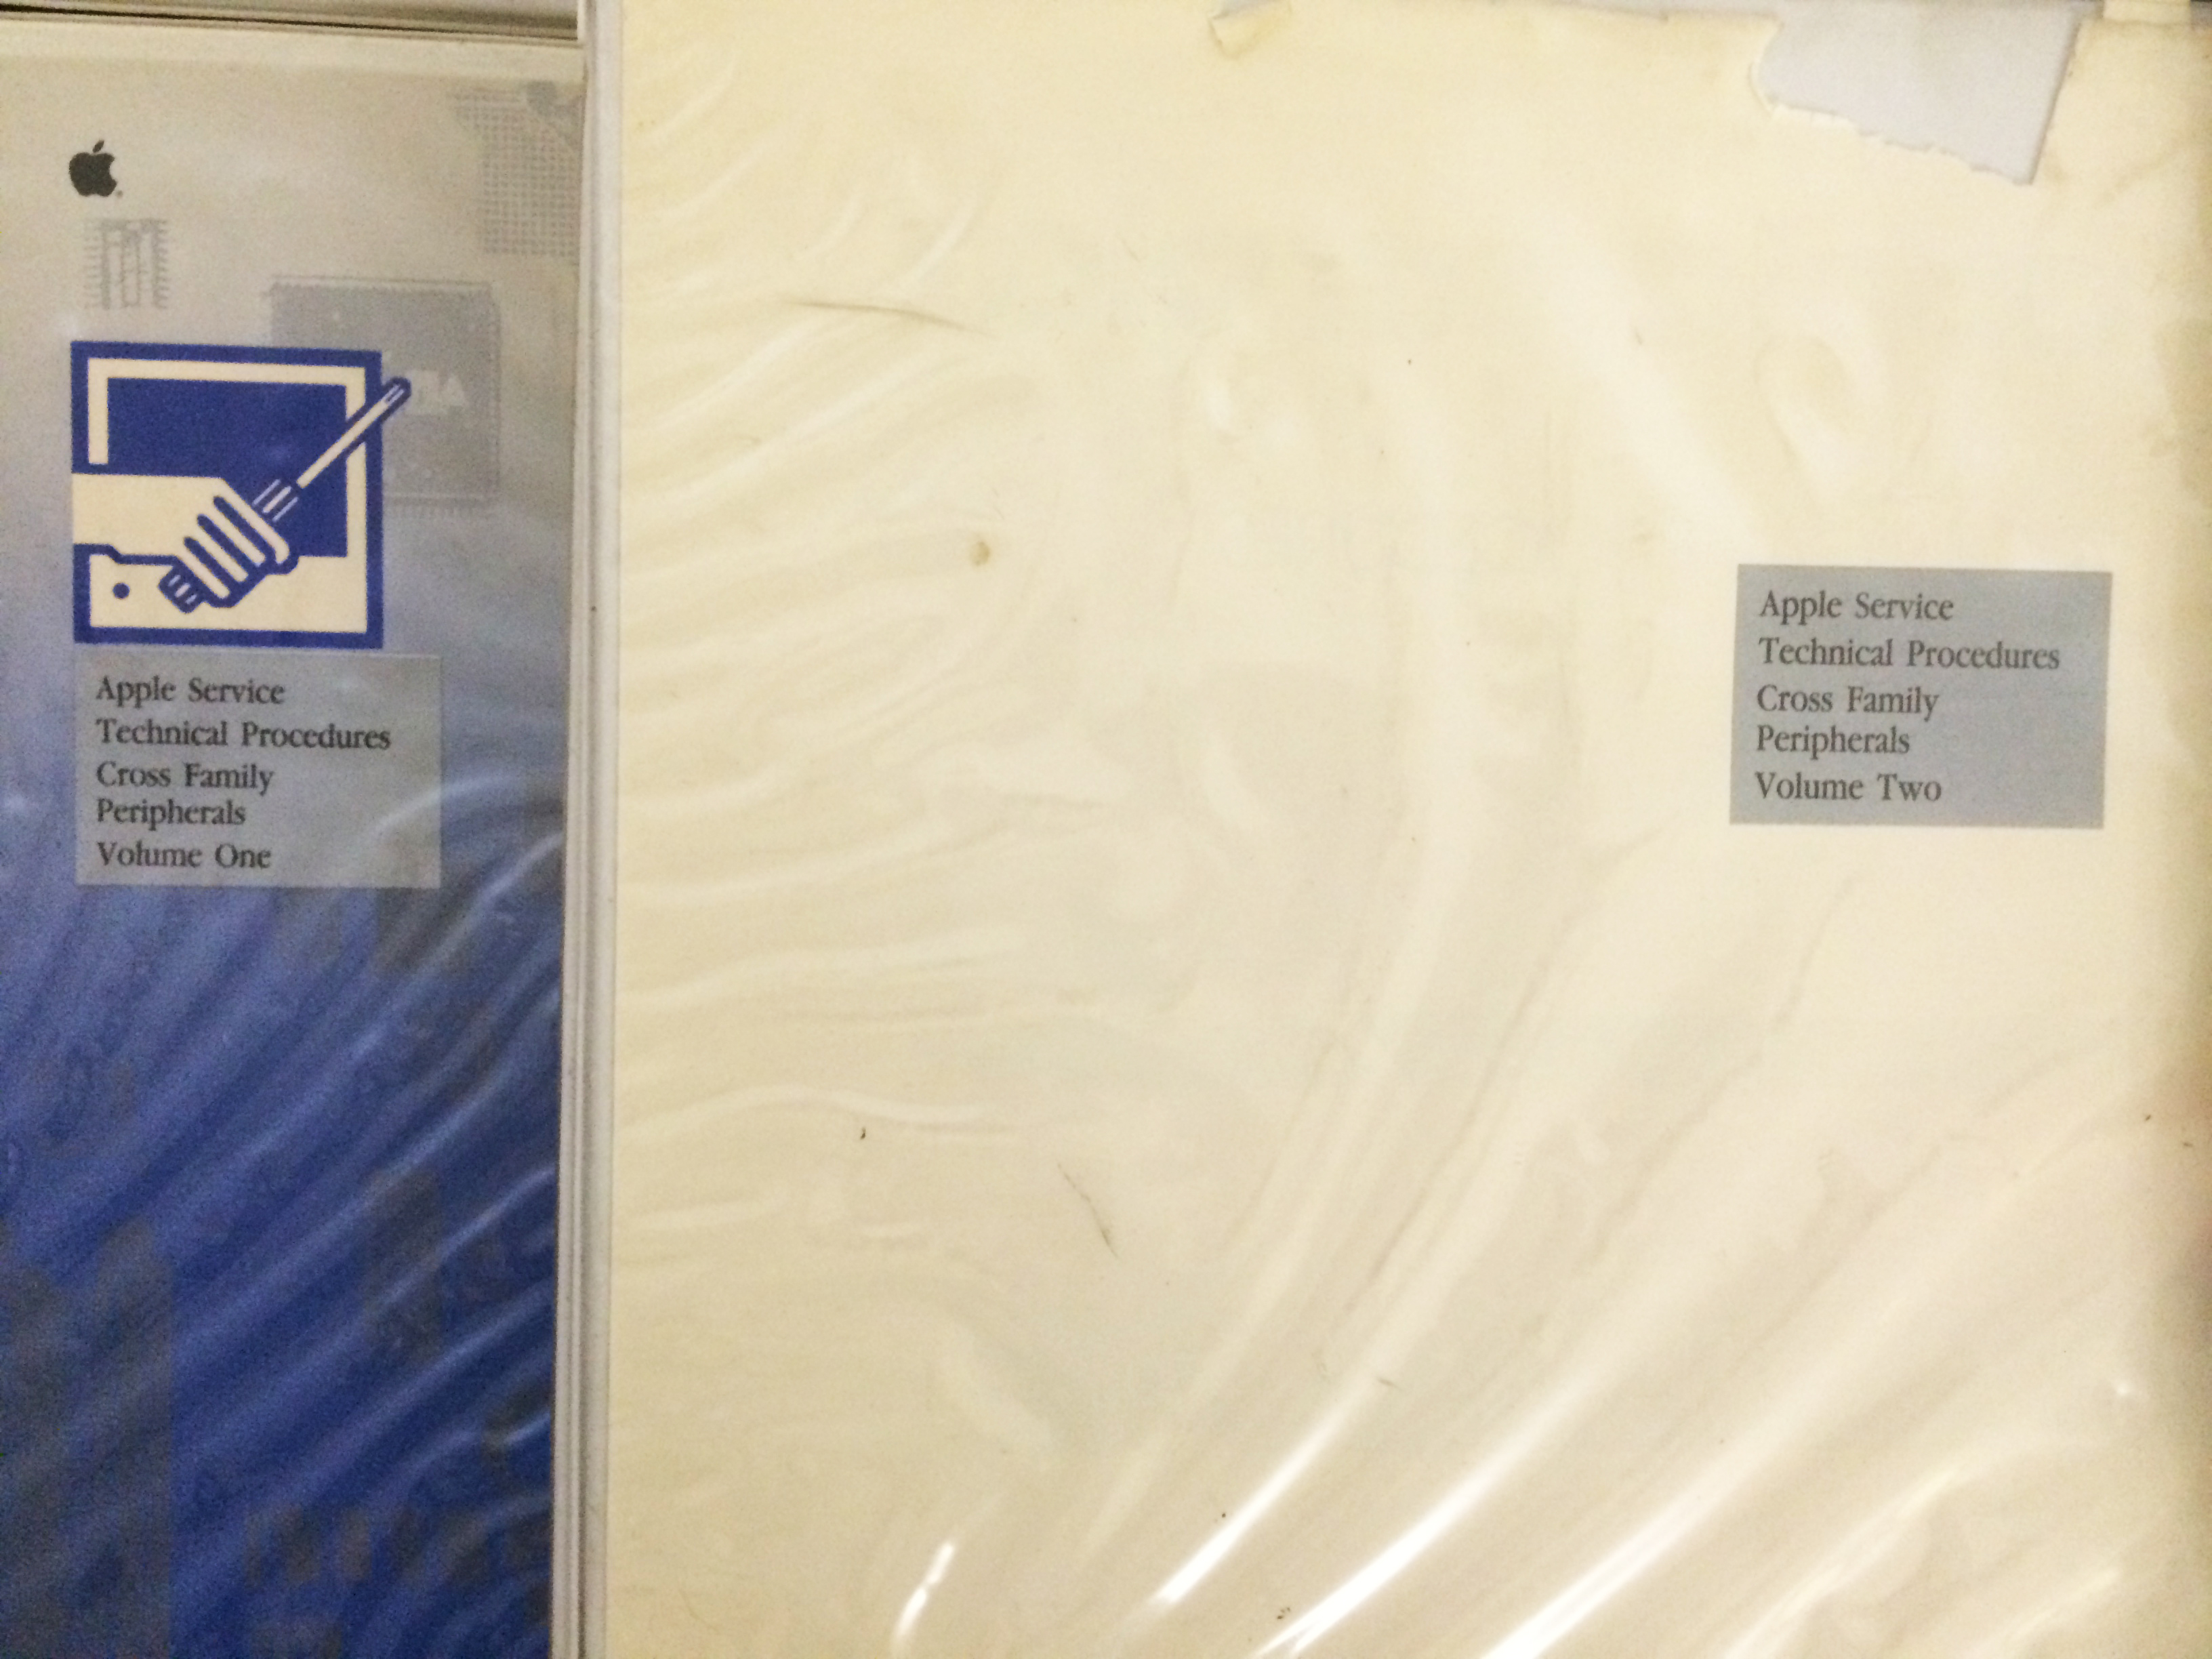 Apple Service
Technical Procedures
Cross Family
Peripherals
Volume One
Apple Service
Technical Procedures
Cross Family
Peripherals
Volume Two